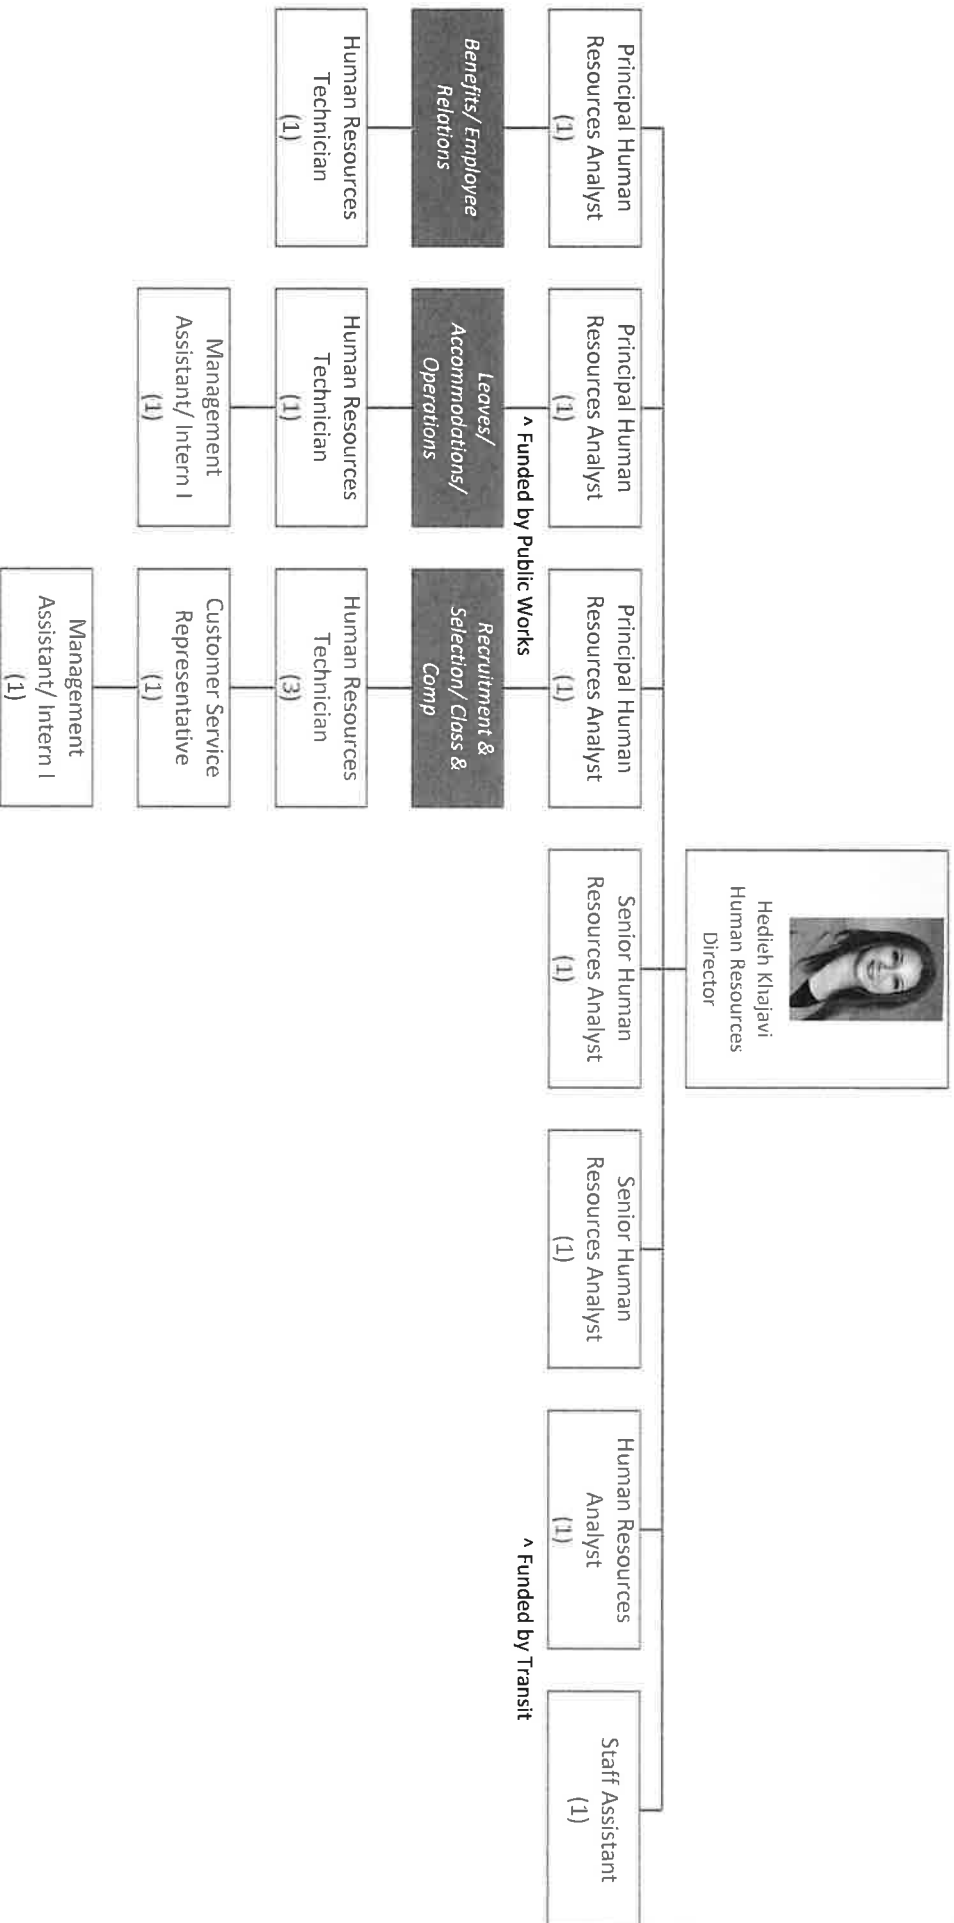 Hedieh Khajavi
Human Resources
Director
Principal Human
Resources Analyst
(1)
Benefits/ Employee
Relations
Human Resources
Technician
(1)
Principal Human
Resources Analyst
(1)
^ Funded by Public Works
Leaves/
Accommodations/
Operations
Human Resources
Technician
(1)
Management
Assistant/ Intern I
(1)
Principal Human
Resources Analyst
(1)
Recruitment &
Selection/ Class &
Comp
Human Resources
Technician
(3)
Customer Service
Representative
(1)
Management
Assistant/ Intern I
(1)
Senior Human
Resources Analyst
(1)
Senior Human
Resources Analyst
(1)
Human Resources
Analyst
(1)
^ Funded by Transit
Staff Assistant
(1)